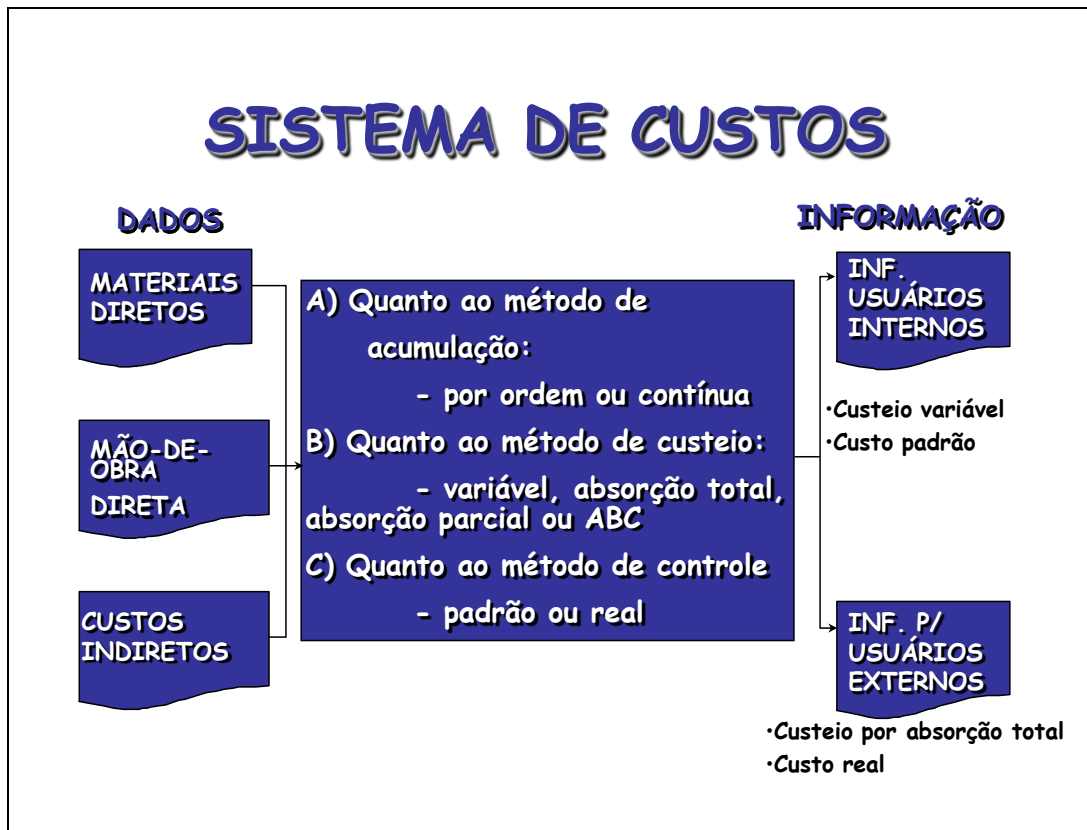 SISTEMA DE CUSTOS
DADOS
MATERIAIS
DIRETOS
MÃO-DE-
OBRA
DIRETA
CUSTOS
INDIRETOS
A) Quanto ao método de
acumulação:
- por ordem ou contínua
B) Quanto ao método de custeio:
- variável, absorção total,
absorção parcial ou ABC
C) Quanto ao método de controle
- padrão ou real
INFORMAÇÃO
INF.
USUÁRIOS
INTERNOS
•Custeio variável
•Custo padrão
INF. P/
USUÁRIOS
EXTERNOS
•Custeio por absorção total
•Custo real